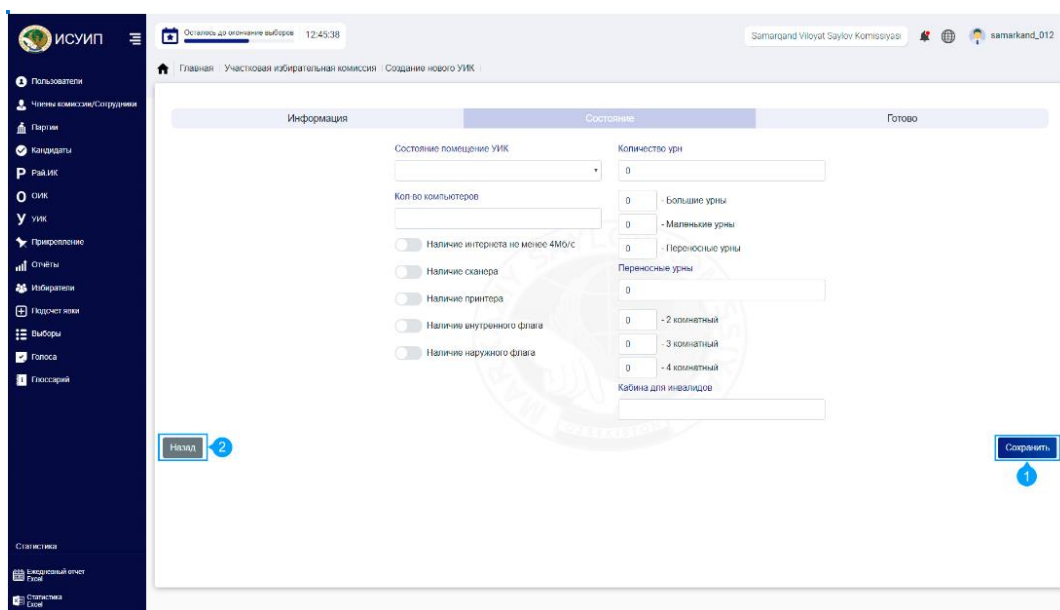 ИСУИП
Осталось до окончание выборов 12:45:38
Samarqand Viloyat Saylov Komissiyasi
samarkand_012
Главная Участковая избирательная комиссия Создание нового УИК
Пользователи
Члены комиссии/Сотрудники
Партии
Кандидаты
Рай.ИК
ОИК
УИК
Прикрепление
Отчёты
Избиратели
Подсчет явки
Выборы
Голоса
Глоссарий
Статистика
Ежедневный отчет
Excel
Статистика
Excel
Информация
Состояние
Готово
Состояние помещение УИК
Кол-во компьютеров
Наличие интернета не менее 4Мб/с
Наличие сканера
Наличие принтера
Наличие внутренного флага
Наличие наружного флага
Количество урн
0
0 - Большие урны
0 - Маленькие урны
0 - Переносные урны
Переносные урны
0
0 - 2 комнатный
0 - 3 комнатный
0 - 4 комнатный
Кабина для инвалидов
Назад 2
Сохранить
1